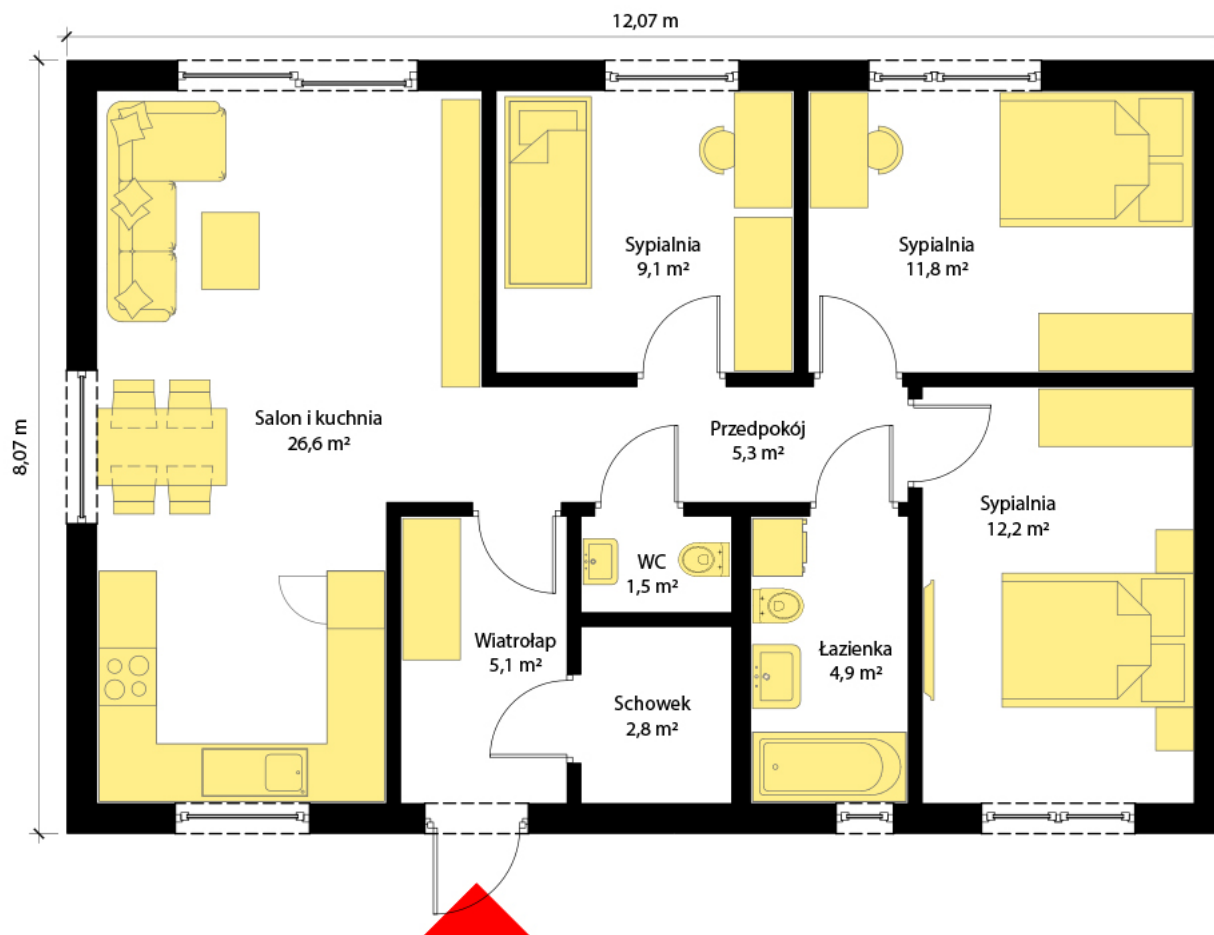 12,07 m
8,07 m
Sypialnia
9,1 m²
Sypialnia
11,8 m²
Salon i kuchnia
26,6 m²
Przedpokój
5,3 m²
Sypialnia
12,2 m²
WC
1,5 m²
Wiatrołap
5,1 m²
Łazienka
4,9 m²
Schowek
2,8 m²